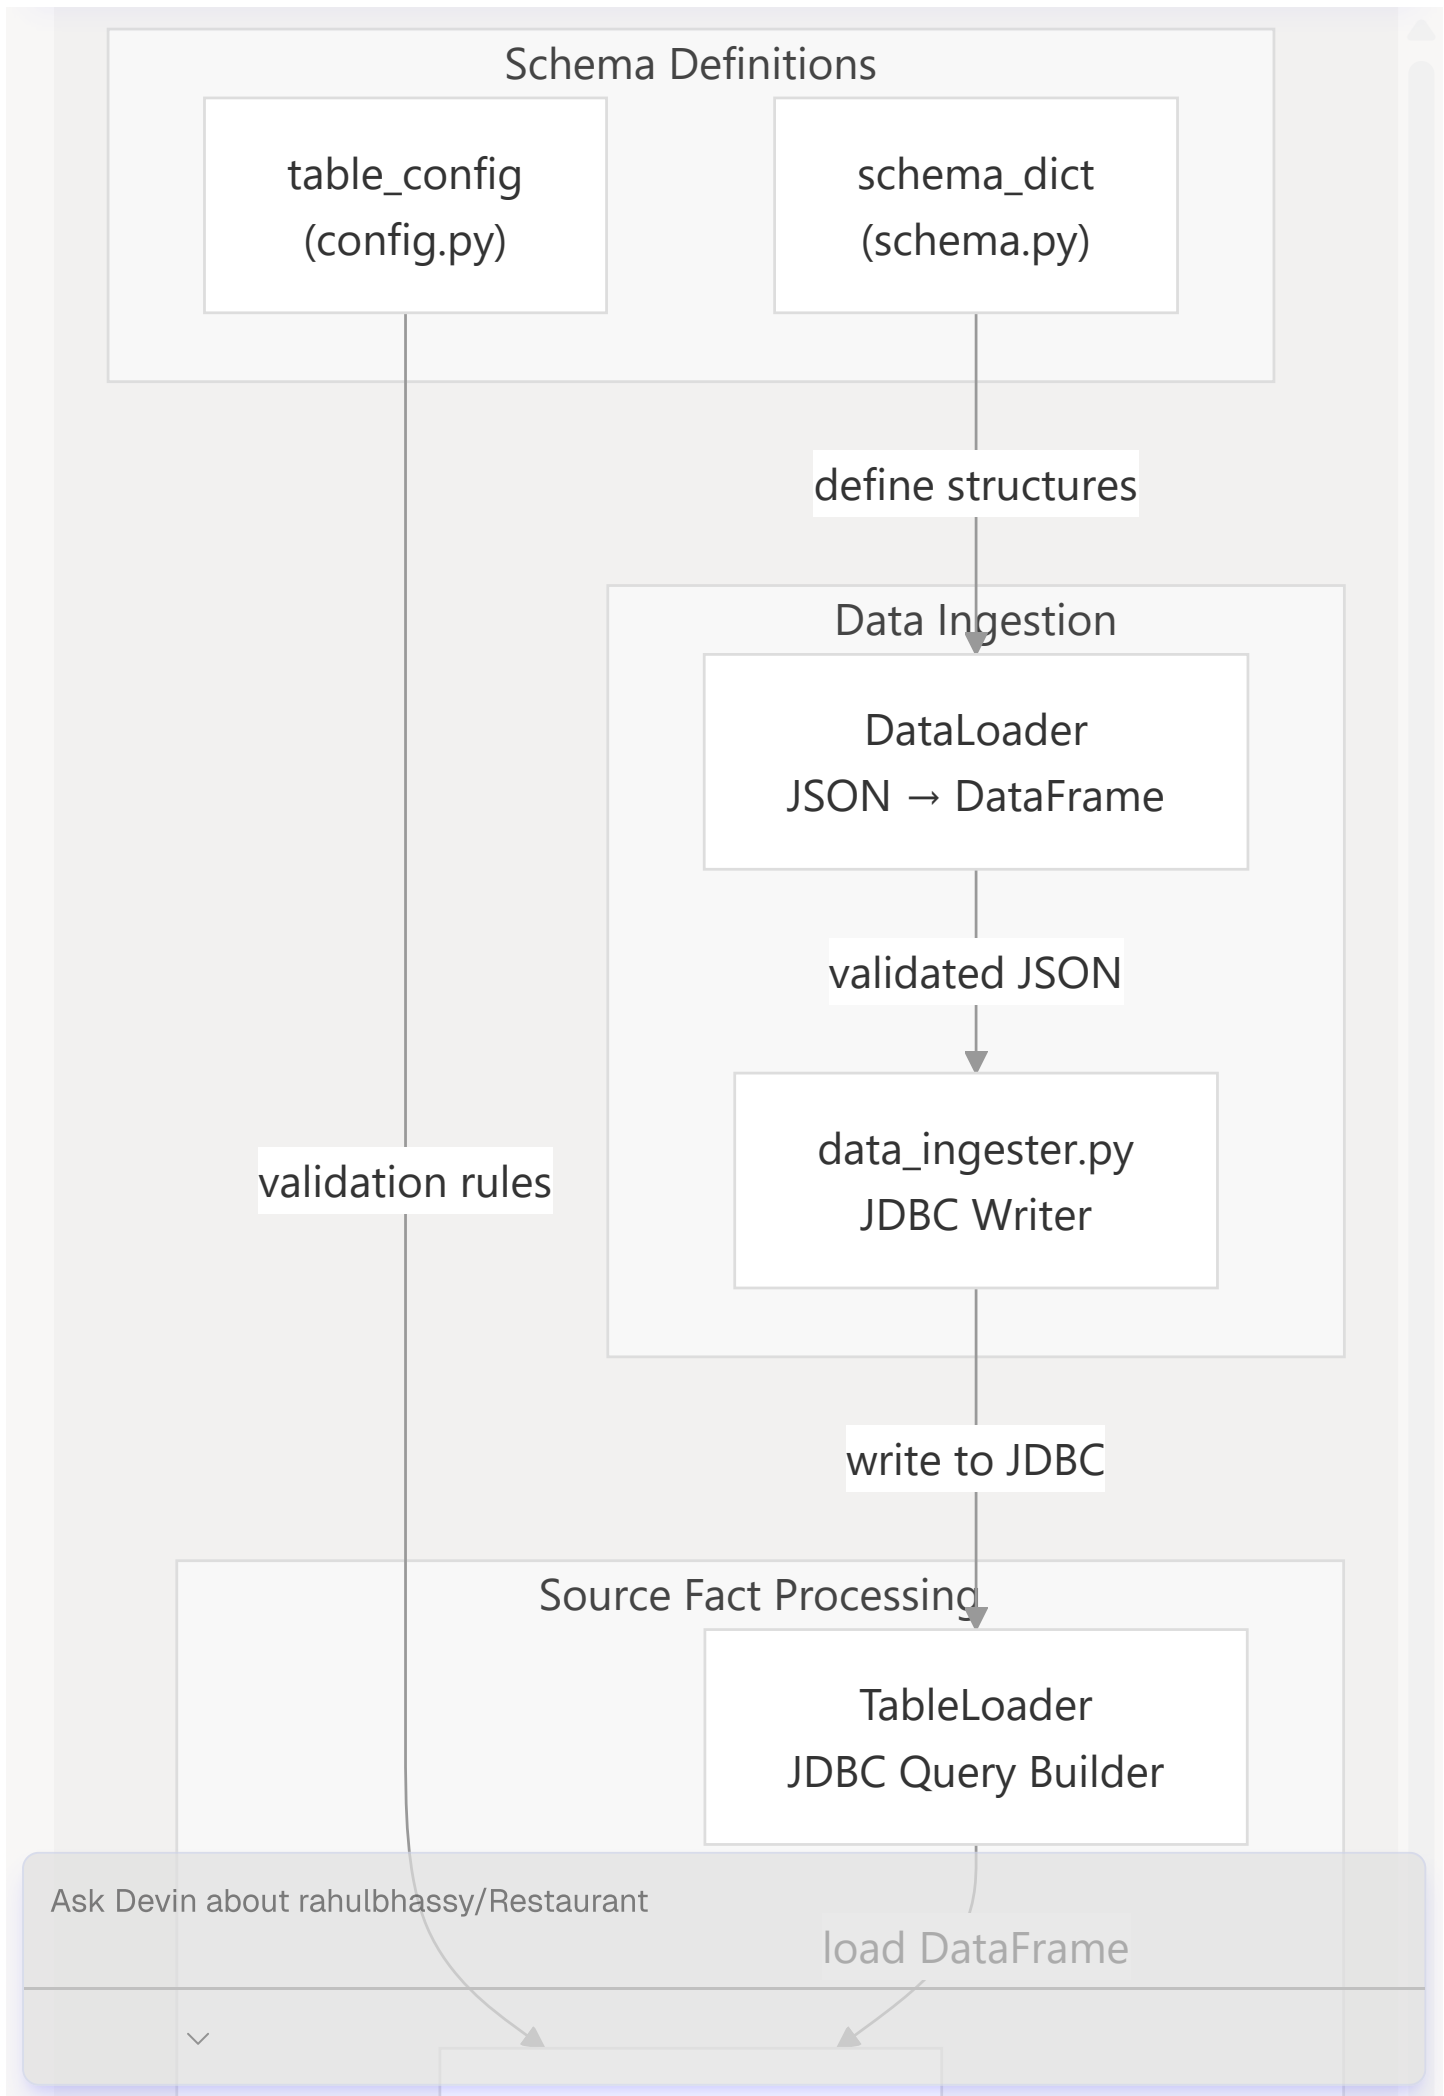 Schema Definitions
table_config
(config.py)
schema_dict
(schema.py)
define structures
Data Ingestion
DataLoader
JSON → DataFrame
validated JSON
data_ingester.py
JDBC Writer
validation rules
write to JDBC
Source Fact Processing
TableLoader
JDBC Query Builder
Ask Devin about rahulbhassy/Restaurant
load DataFrame